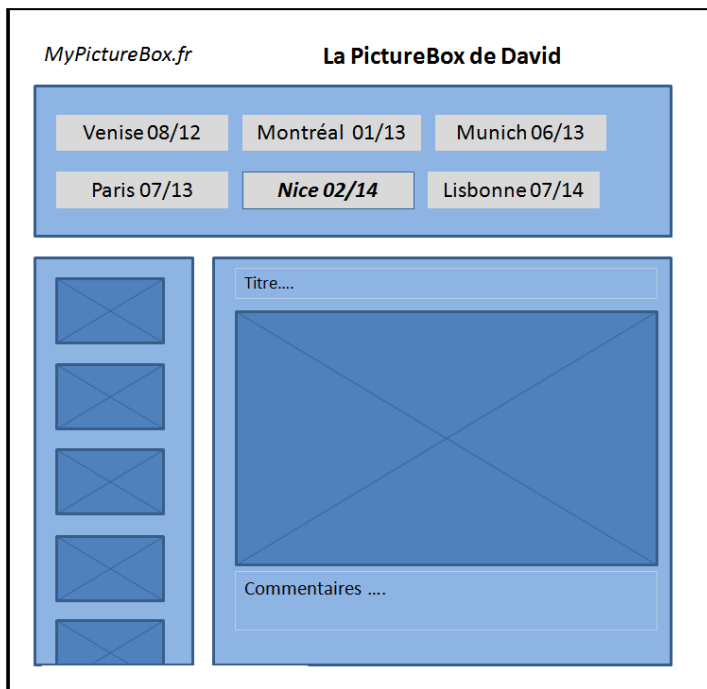 MyPictureBox.fr La PictureBox de David
Venise 08/12 Montréal 01/13 Munich 06/13
Paris 07/13 Nice 02/14 Lisbonne 07/14
Titre....
Commentaires ....